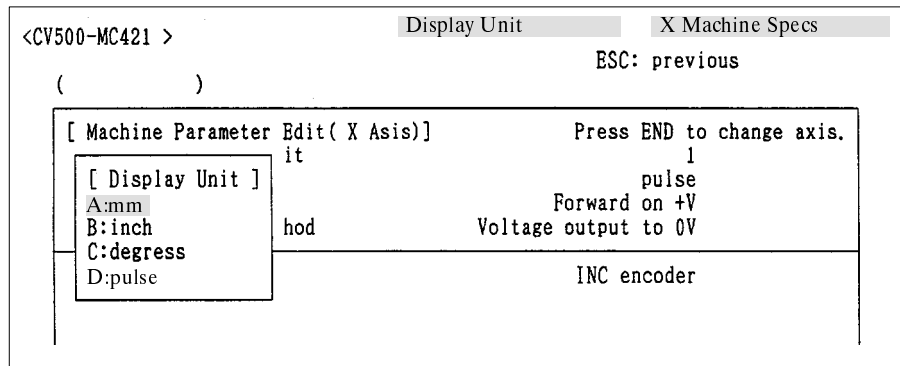 <CV500-MC421 > Display Unit X Machine Specs
ESC: previous
( )
[ Machine Parameter Edit( X Asis)] Press END to change axis.
it 1
[ Display Unit ] pulse
A:mm Forward on +V
B:inch hod Voltage output to 0V
C:degress
D:pulse INC encoder